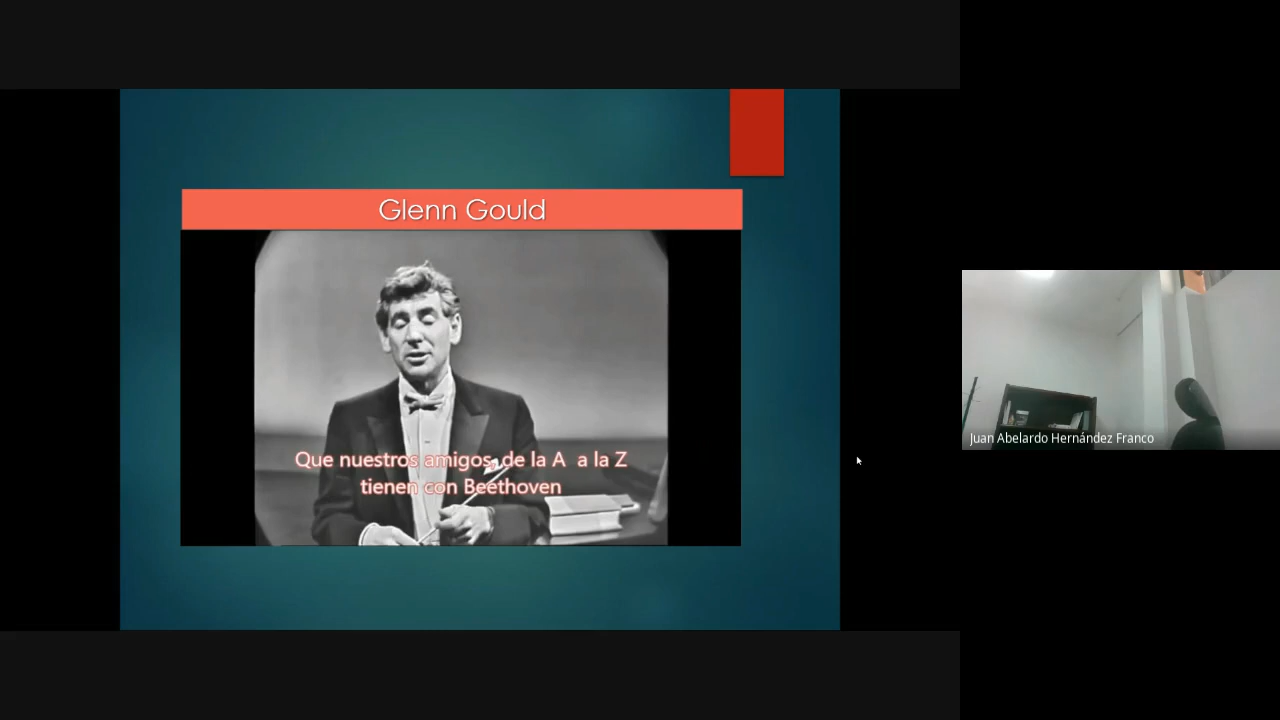 Glenn Gould
Que nuestros amigos, de la A a la Z
tienen con Beethoven
Juan Abelardo Hernández Franco